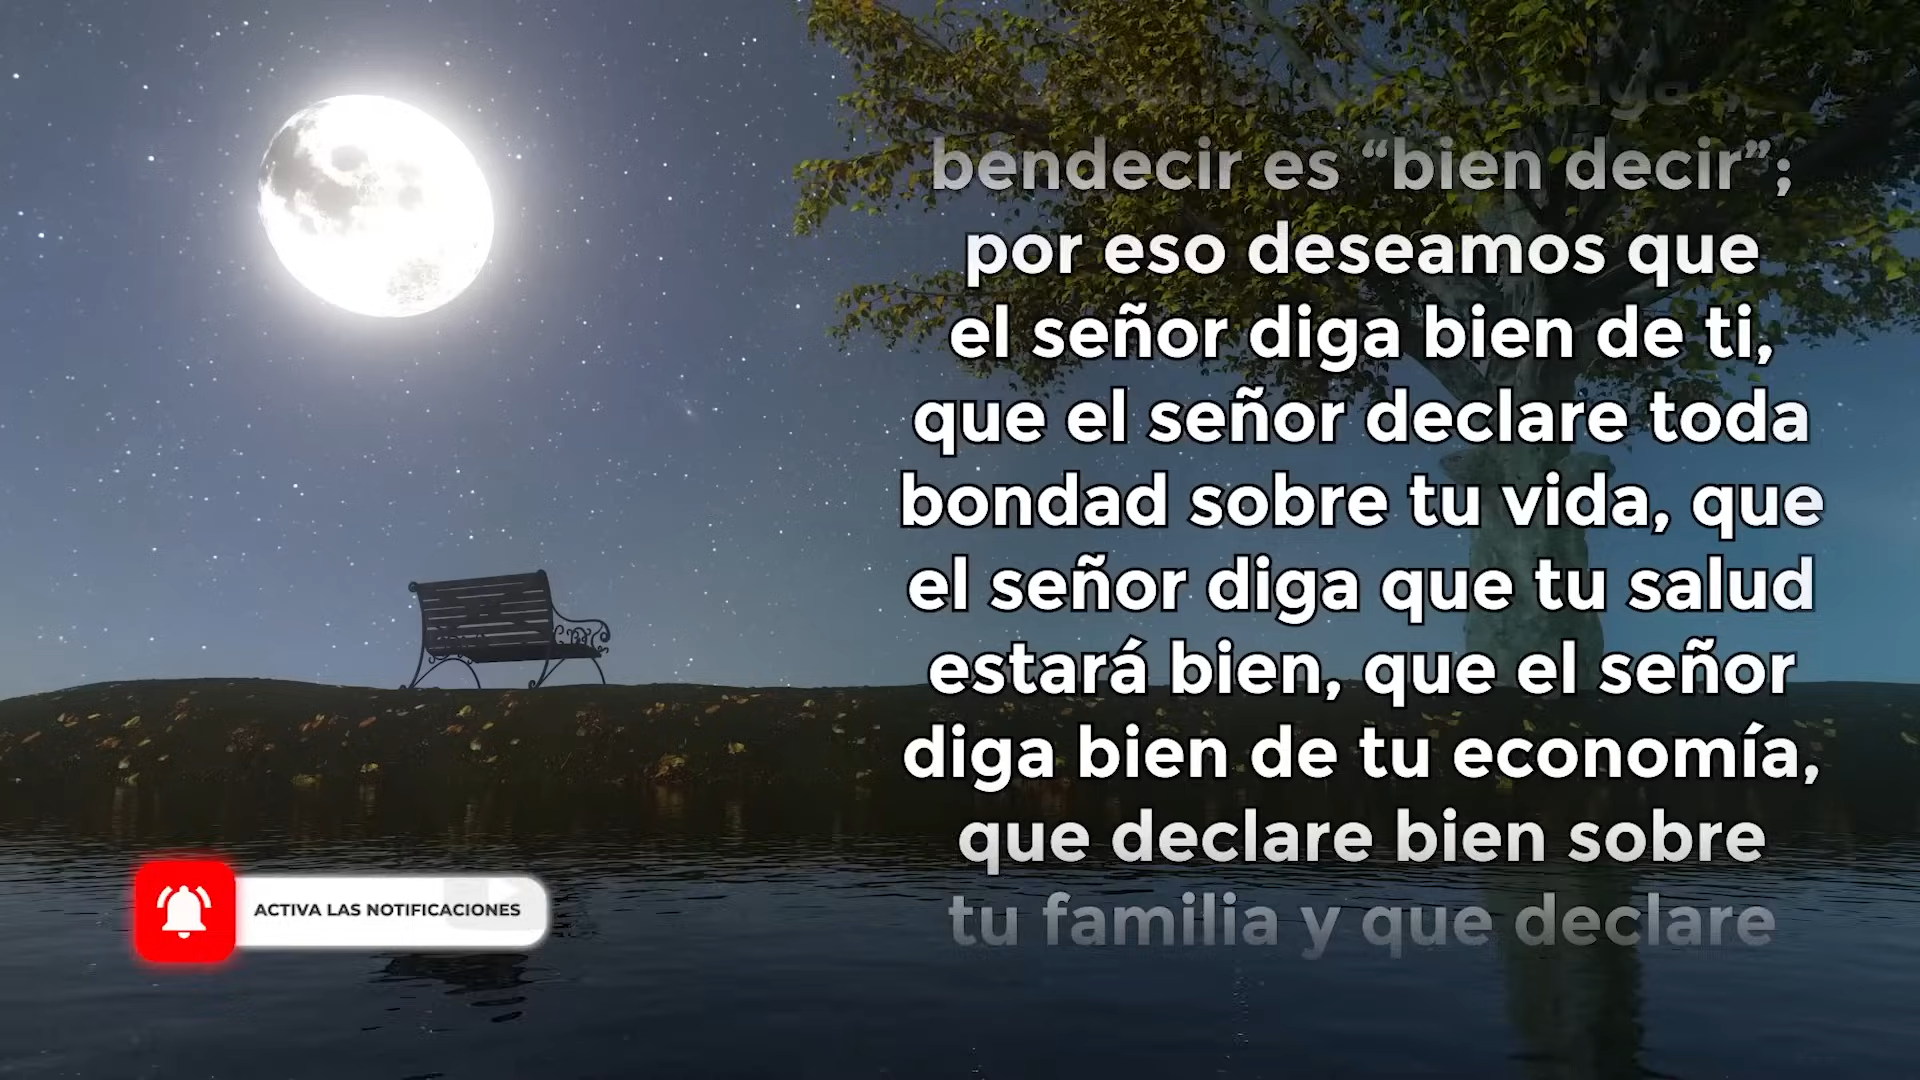 bendecir es “bien decir”;
por eso deseamos que
el señor diga bien de ti,
que el señor declare toda
bondad sobre tu vida, que
el señor diga que tu salud
estará bien, que el señor
diga bien de tu economía,
que declare bien sobre
tu familia y que declare
ACTIVA LAS NOTIFICACIONES